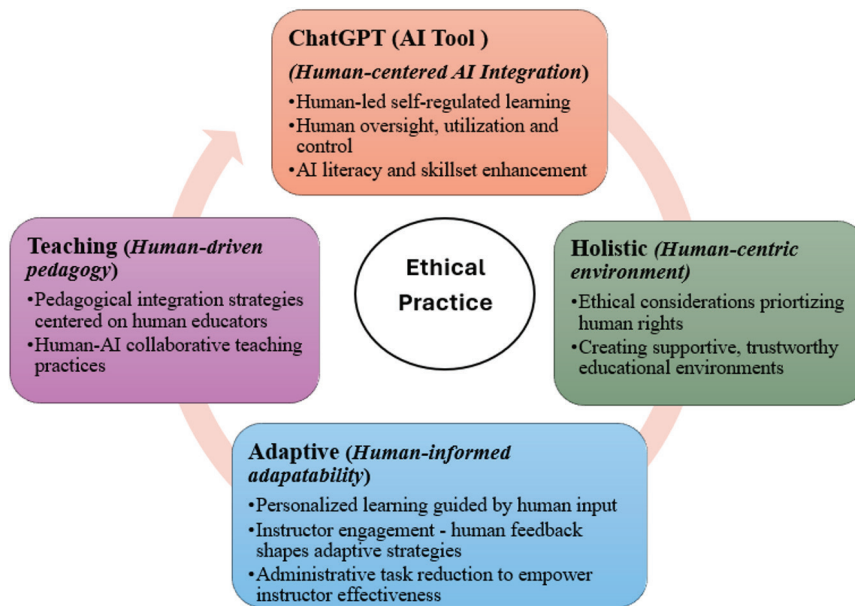 ChatGPT (AI Tool )
(Human-centered AI Integration)
•Human-led self-regulated learning
•Human oversight, utilization and
control
•AI literacy and skillset enhancement
Teaching (Human-driven
pedagogy)
•Pedagogical integration strategies
centered on human educators
•Human-AI collaborative teaching
practices
Ethical
Practice
Holistic (Human-centric
environment)
•Ethical considerations priortizing
human rights
•Creating supportive, trustworthy
educational environments
Adaptive (Human-informed
adapatability)
•Personalized learning guided by human input
•Instructor engagement - human feedback
shapes adaptive strategies
•Administrative task reduction to empower
instructor effectiveness